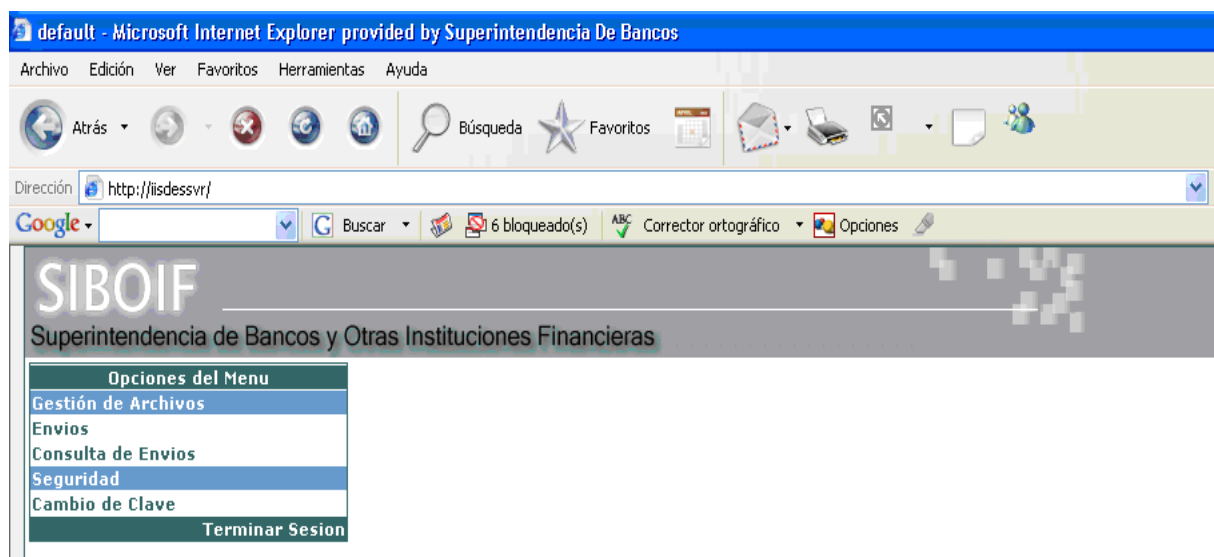 default - Microsoft Internet Explorer provided by Superintendencia De Bancos
Archivo Edición Ver Favoritos Herramientas Ayuda
Atrás Búsqueda Favoritos
Dirección http://iisdessvr/
Google Buscar 6 bloqueado(s) ABC Corrector ortográfico Opciones
SIBOIF
Superintendencia de Bancos y Otras Instituciones Financieras
Opciones del Menu
Gestión de Archivos
Envios
Consulta de Envios
Seguridad
Cambio de Clave
Terminar Sesion